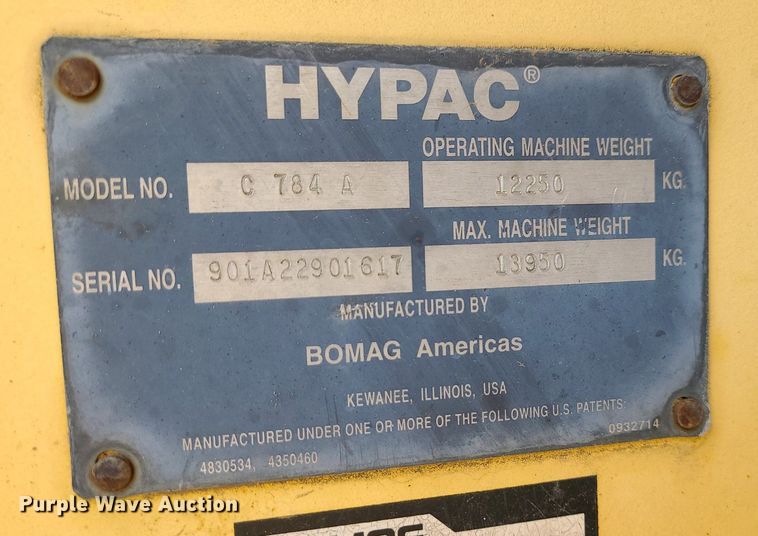 HYPAC®
OPERATING MACHINE WEIGHT
MODEL NO. C 784 A 12250 KG.
MAX. MACHINE WEIGHT
SERIAL NO. 901A22901617 13950 KG.
MANUFACTURED BY
BOMAG Americas
KEWANEE, ILLINOIS, USA
MANUFACTURED UNDER ONE OR MORE OF THE FOLLOWING U.S. PATENTS
4830534, 4350460 0932714
Purple Wave Auction